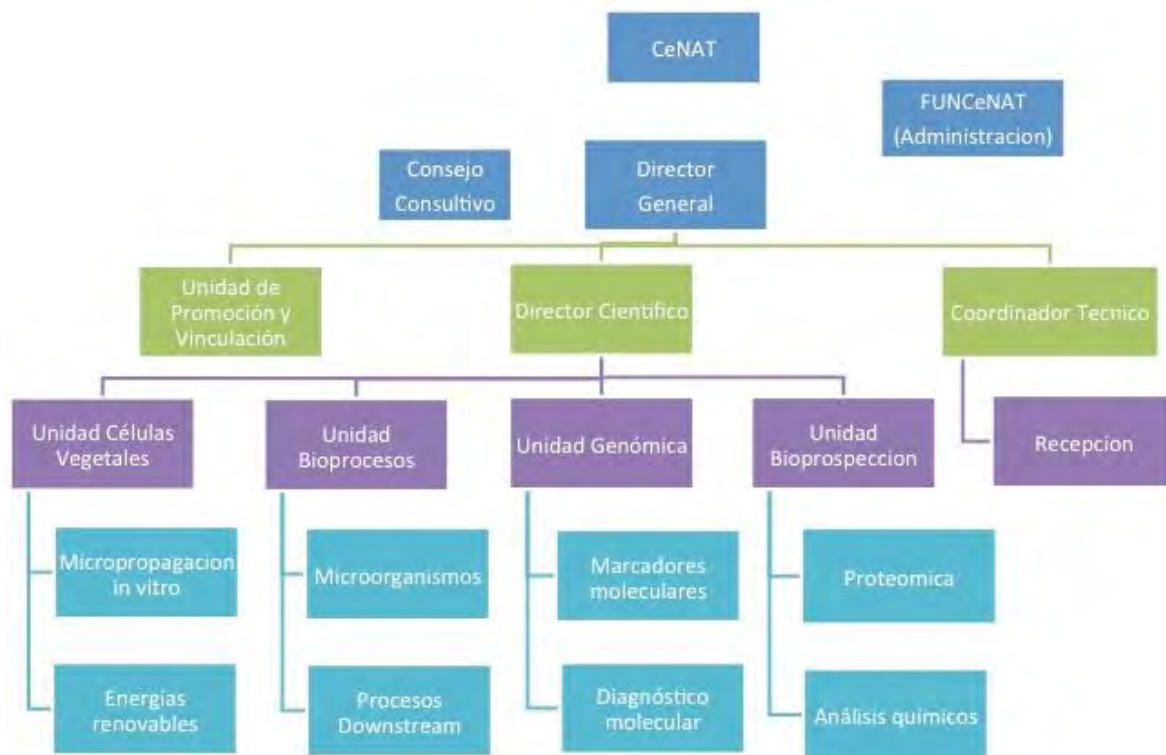 CeNAT
FUNCeNAT
(Administracion)
Consejo
Consultivo
Director
General
Unidad de
Promoción y
Vinculación
Director Científico
Coordinador Tecnico
Unidad Células
Vegetales
Unidad
Bioprocesos
Unidad Genómica
Unidad
Bioprospeccion
Recepcion
Micropropagacion
in vitro
Microorganismos
Marcadores
moleculares
Proteomica
Energías
renovables
Procesos
Downstream
Diagnóstico
molecular
Análisis químicos